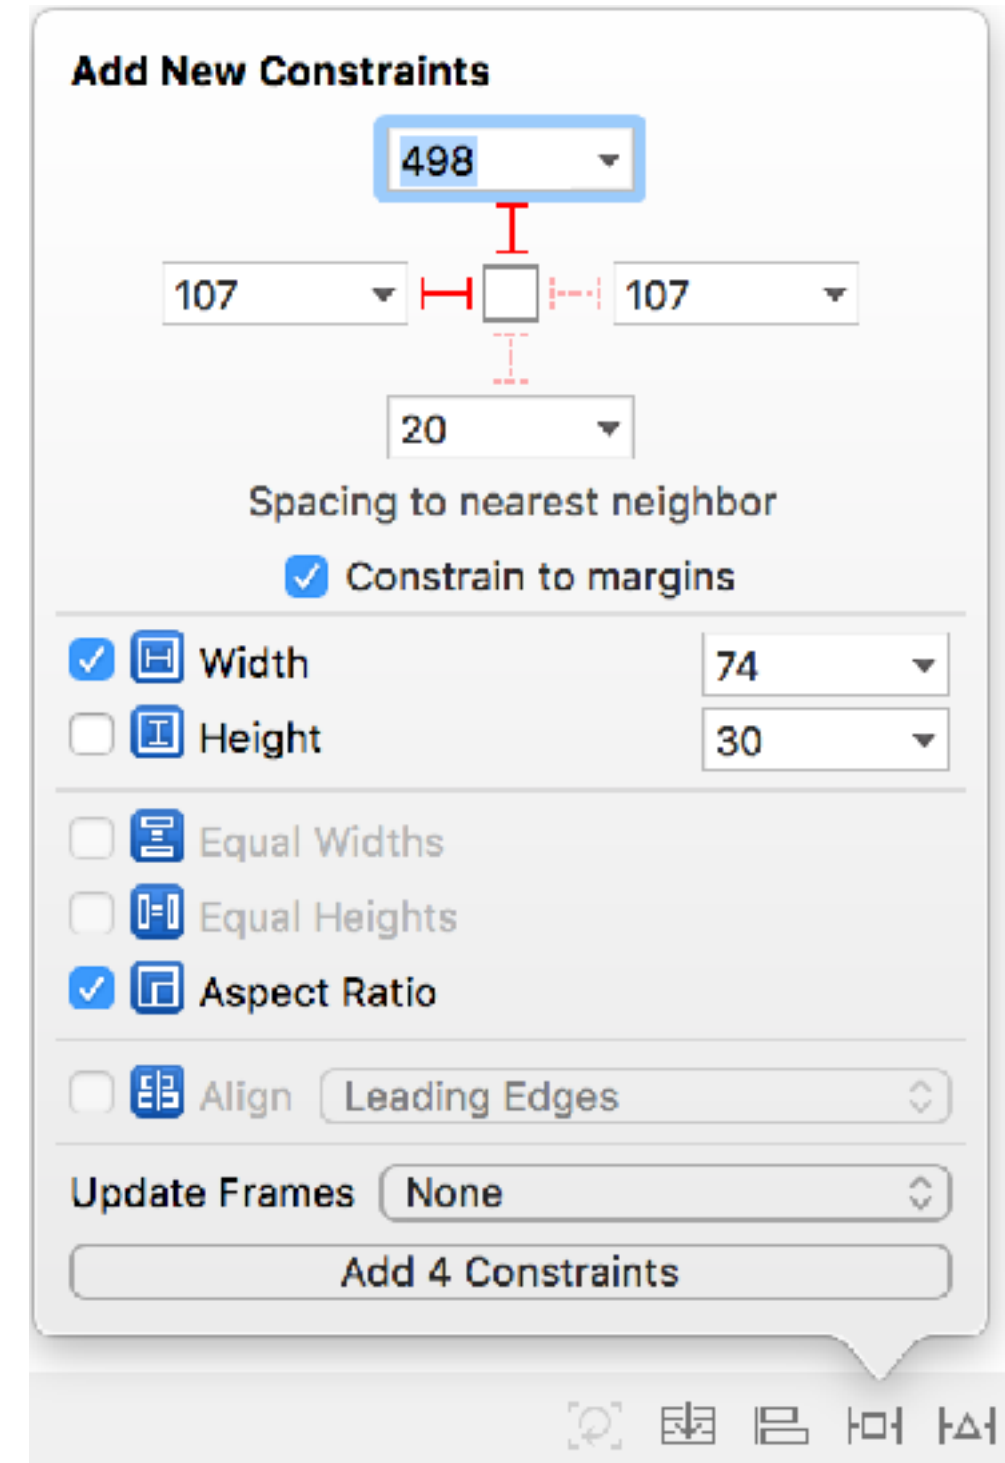 Add New Constraints
498
107 107
20
Spacing to nearest neighbor
Constrain to margins
Width 74
Height 30
Equal Widths
Equal Heights
Aspect Ratio
Align Leading Edges
Update Frames None
Add 4 Constraints